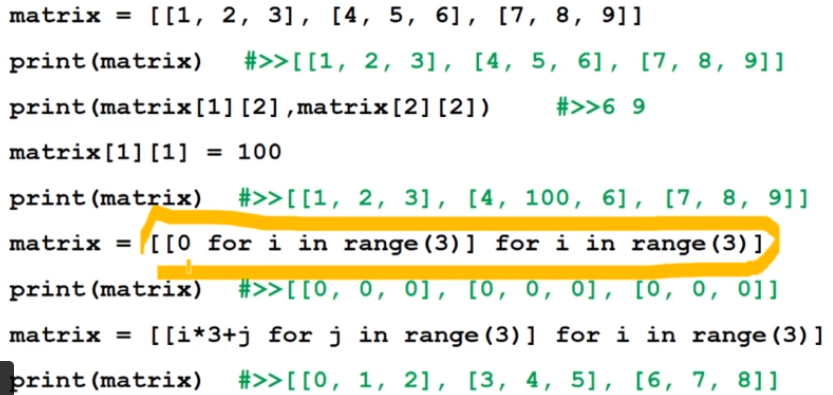 matrix = [[1, 2, 3], [4, 5, 6], [7, 8, 9]]
print(matrix)   #>>[[1, 2, 3], [4, 5, 6], [7, 8, 9]]
print(matrix[1][2],matrix[2][2])     #>>6 9
matrix[1][1] = 100
print(matrix)  #>>[[1, 2, 3], [4, 100, 6], [7, 8, 9]]
matrix = [[0 for i in range(3)] for i in range(3)]
print(matrix)  #>>[[0, 0, 0], [0, 0, 0], [0, 0, 0]]
matrix = [[i*3+j for j in range(3)] for i in range(3)]
print(matrix)  #>>[[0, 1, 2], [3, 4, 5], [6, 7, 8]]